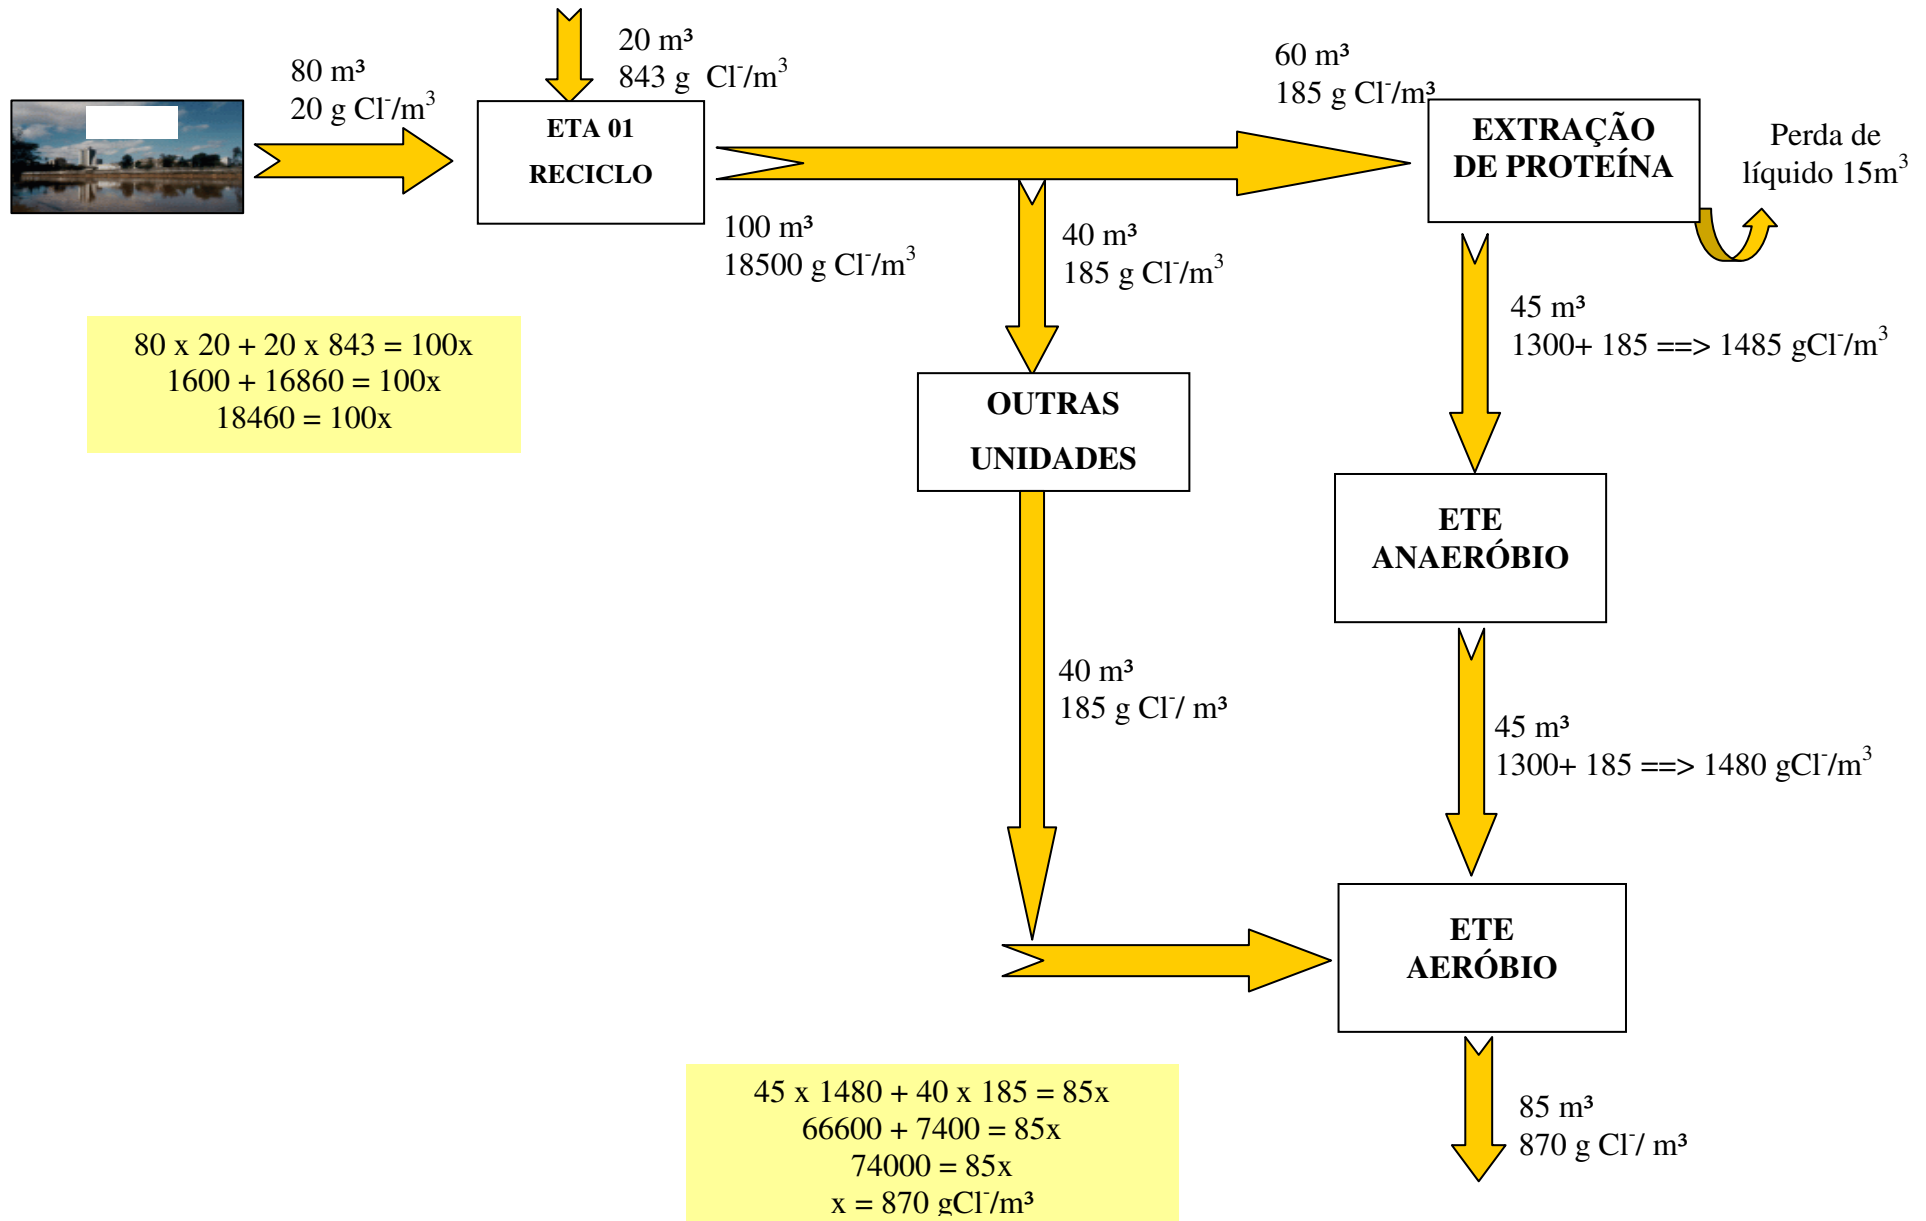 80 m³
20 g Cl⁻/m³
20 m³
843 g Cl⁻/m³
ETA 01
RECICLO
100 m³
18500 g Cl⁻/m³
60 m³
185 g Cl⁻/m³
EXTRAÇÃO
DE PROTEÍNA
Perda de
líquido 15m³
40 m³
185 g Cl⁻/m³
45 m³
1300+ 185 ==> 1485 gCl⁻/m³
80 x 20 + 20 x 843 = 100x
1600 + 16860 = 100x
18460 = 100x
OUTRAS
UNIDADES
ETE
ANAERÓBIO
40 m³
185 g Cl⁻/ m³
45 m³
1300+ 185 ==> 1480 gCl⁻/m³
ETE
AERÓBIO
45 x 1480 + 40 x 185 = 85x
66600 + 7400 = 85x
74000 = 85x
x = 870 gCl⁻/m³
85 m³
870 g Cl⁻/ m³